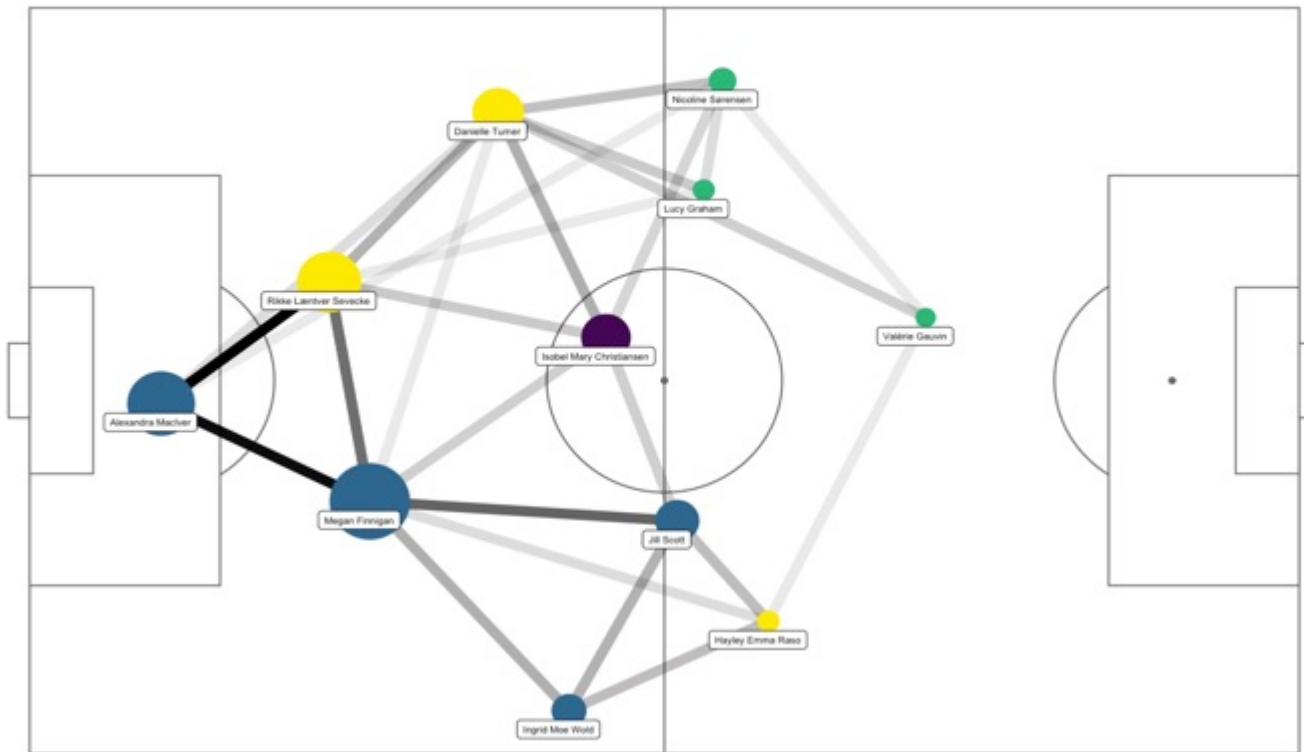 Nicoline Sørensen
Danielle Turner
Lucy Graham
Rikke Læntver Sevecke
Valérie Gauvin
Isobel Mary Christiansen
Alexandra MacIver
Megan Finnigan
Jill Scott
Hayley Emma Raso
Ingrid Moe Wold